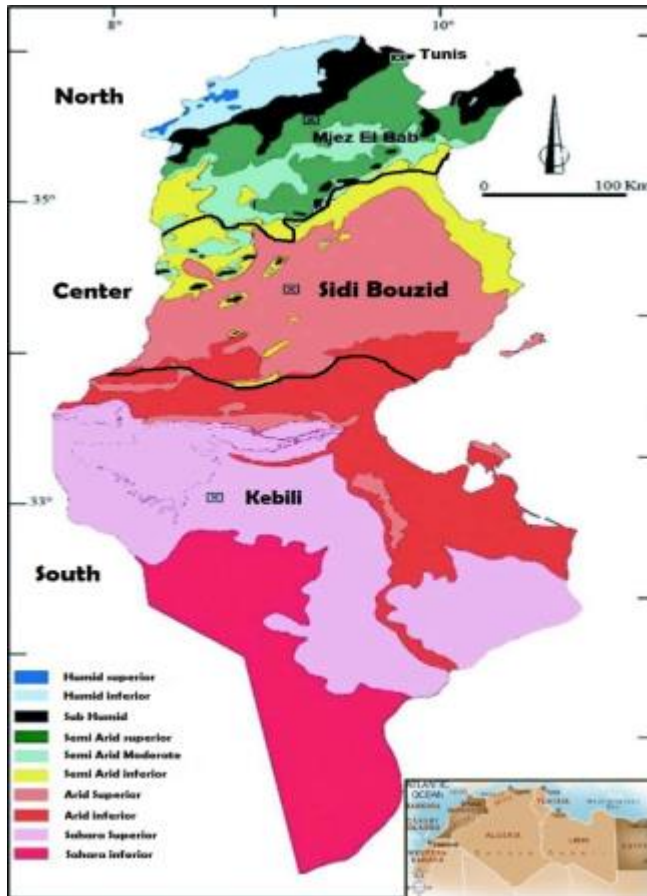 8°
10°
Tunis
North
Mjez El Bab
0 100 Km
35°
Center
Sidi Bouzid
33°
Kebili
South
Humid superior
Humid inferior
Sub Humid
Semi Arid superior
Semi Arid Moderate
Semi Arid inferior
Arid Superior
Arid inferior
Sahara Superior
Sahara inferior
ATLANTIC
OCEAN
ALGERIA